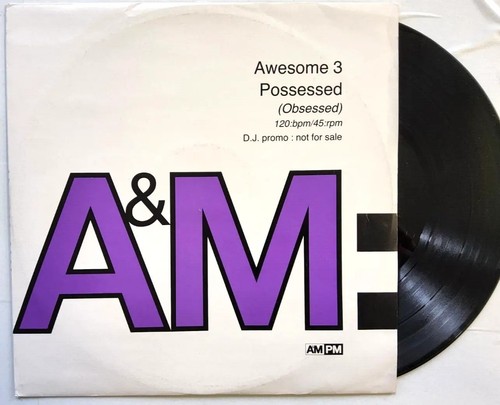 Awesome 3
Possessed
(Obsessed)
120:bpm/45:rpm
D.J. promo : not for sale
A&M:
AM PM